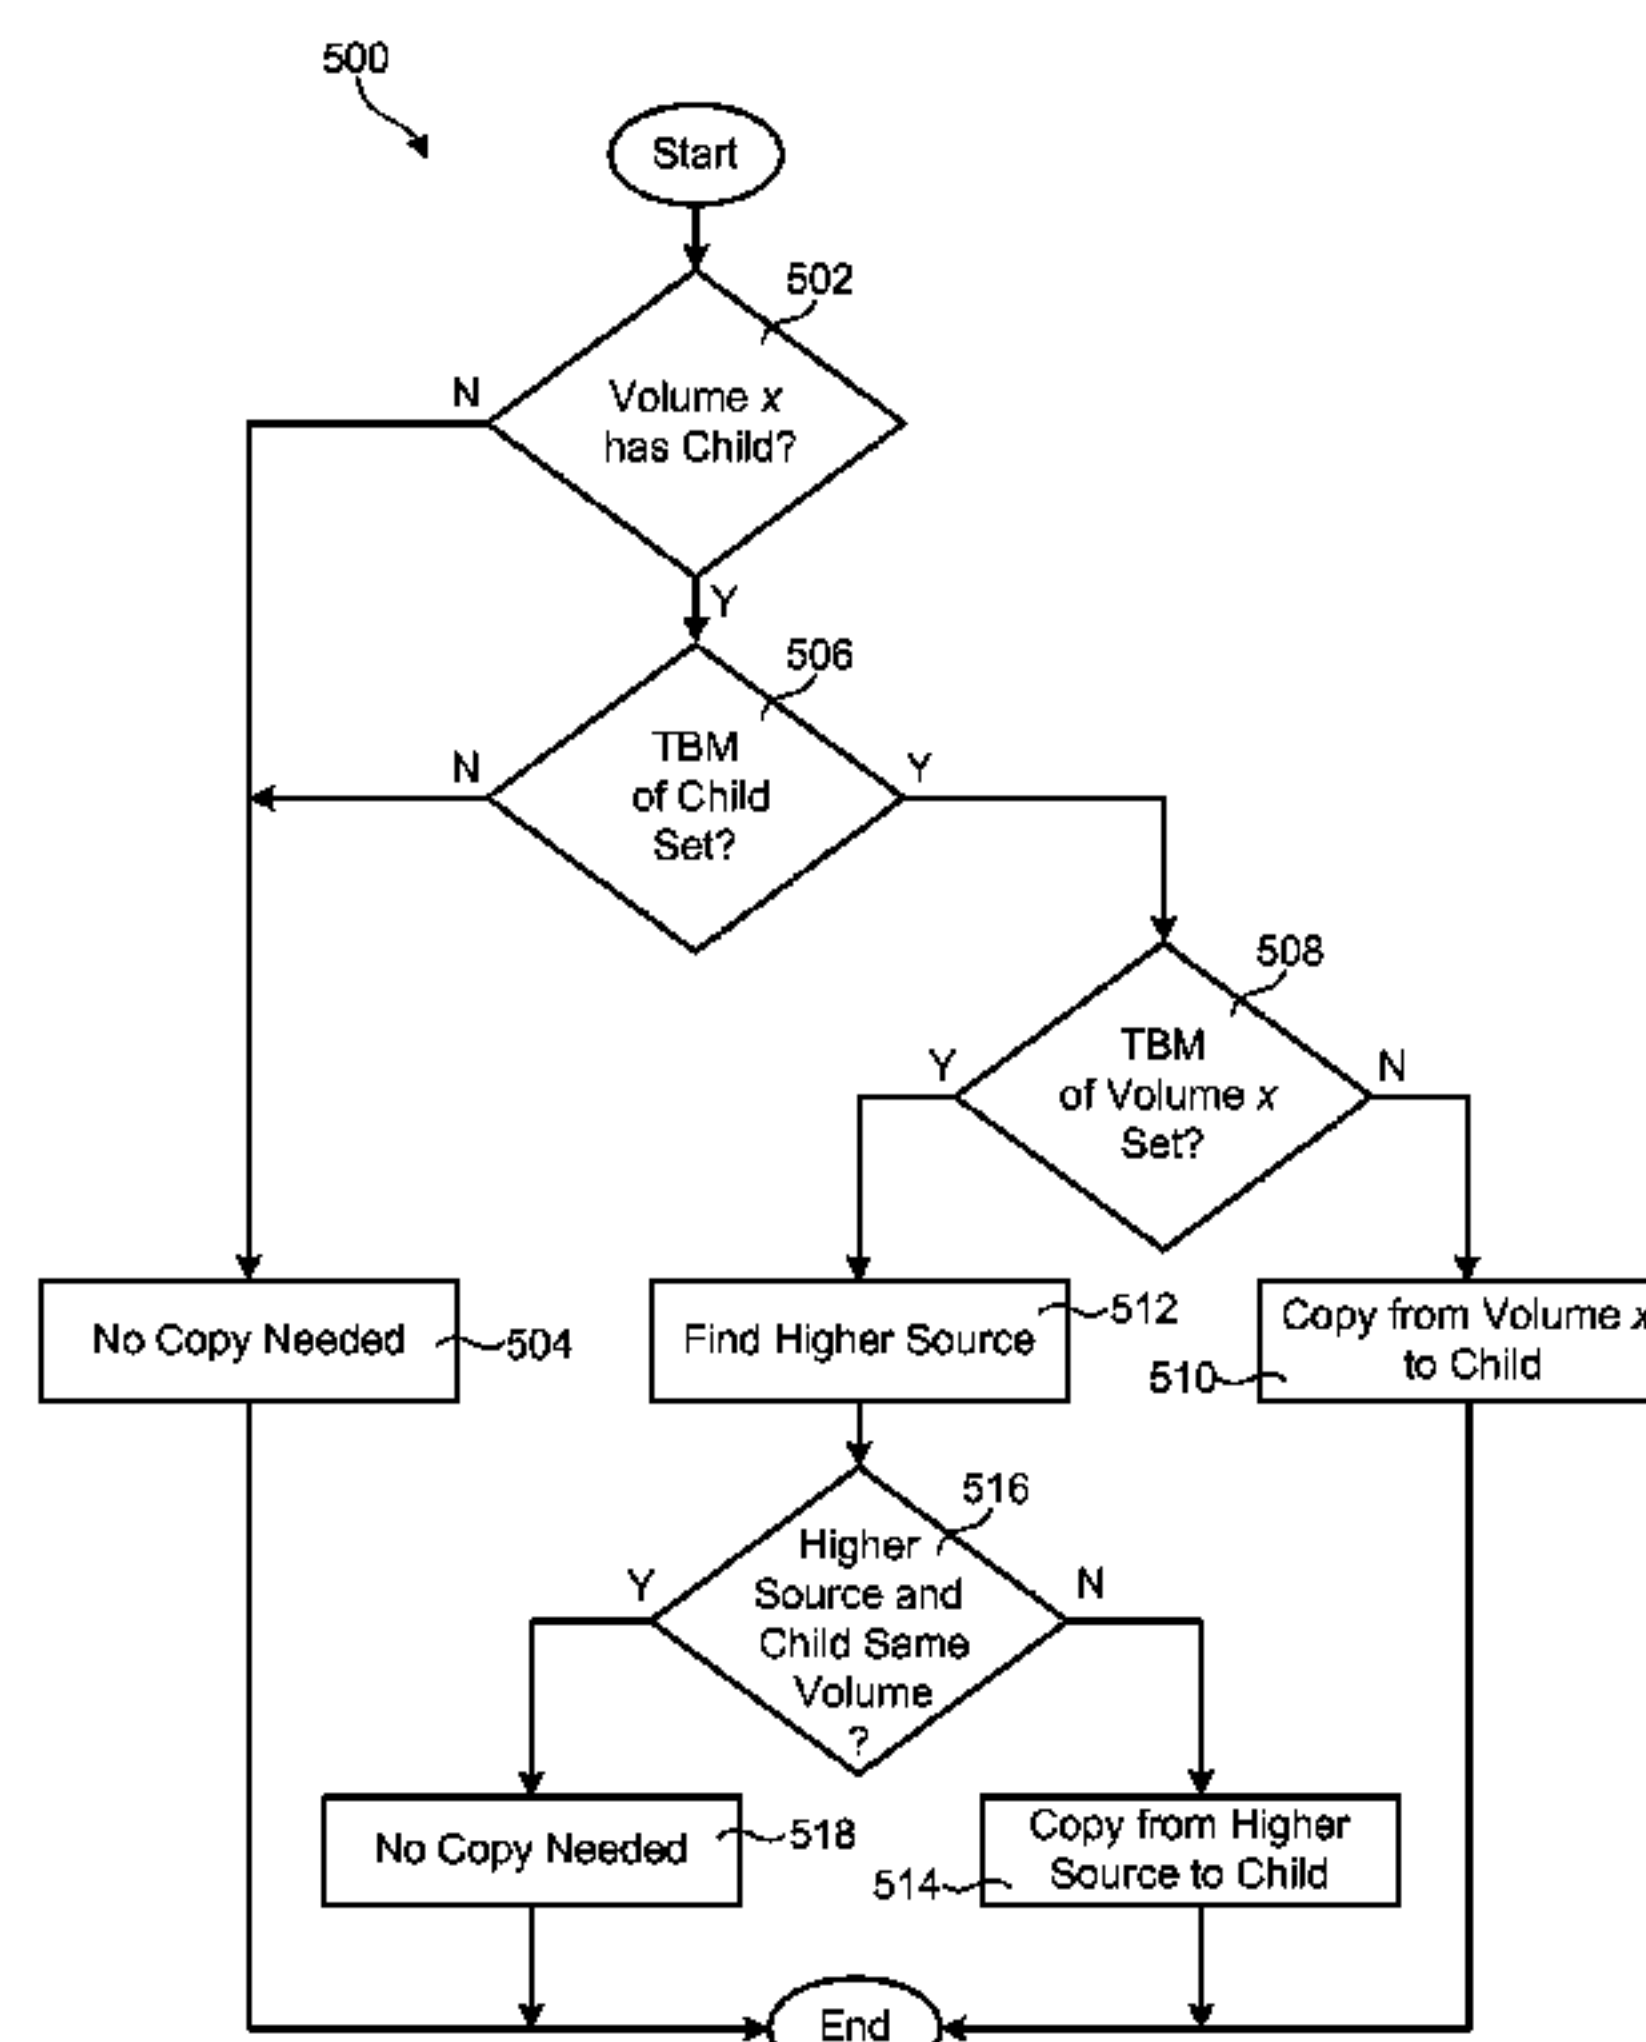 500
Start
502
N
Volume x
has Child?
Y
506
N
TBM
of Child
Set?
Y
508
Y
TBM
of Volume x
Set?
N
No Copy Needed
504
Find Higher Source
512
Copy from Volume x
to Child
510
516
Y
Higher
Source and
Child Same
Volume
?
N
No Copy Needed
518
Copy from Higher
Source to Child
514
End